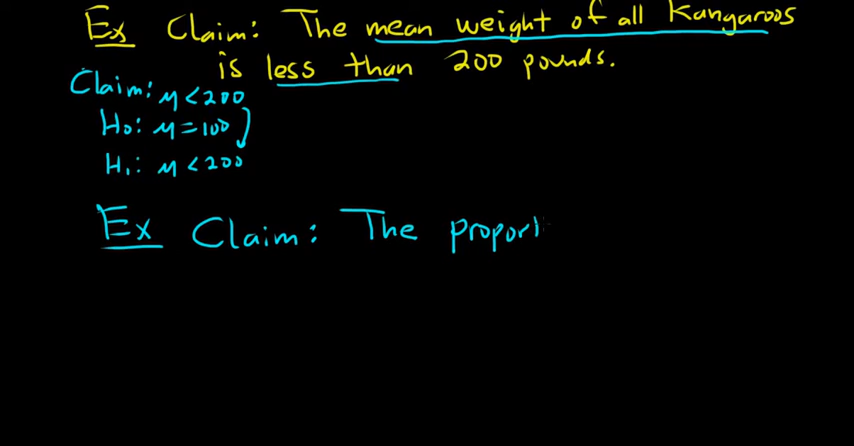 Ex Claim: The mean weight of all Kangaroos
is less than 200 pounds.
Claim: μ < 200
H₀: μ = 100
H₁: μ < 200
Ex Claim: The proport